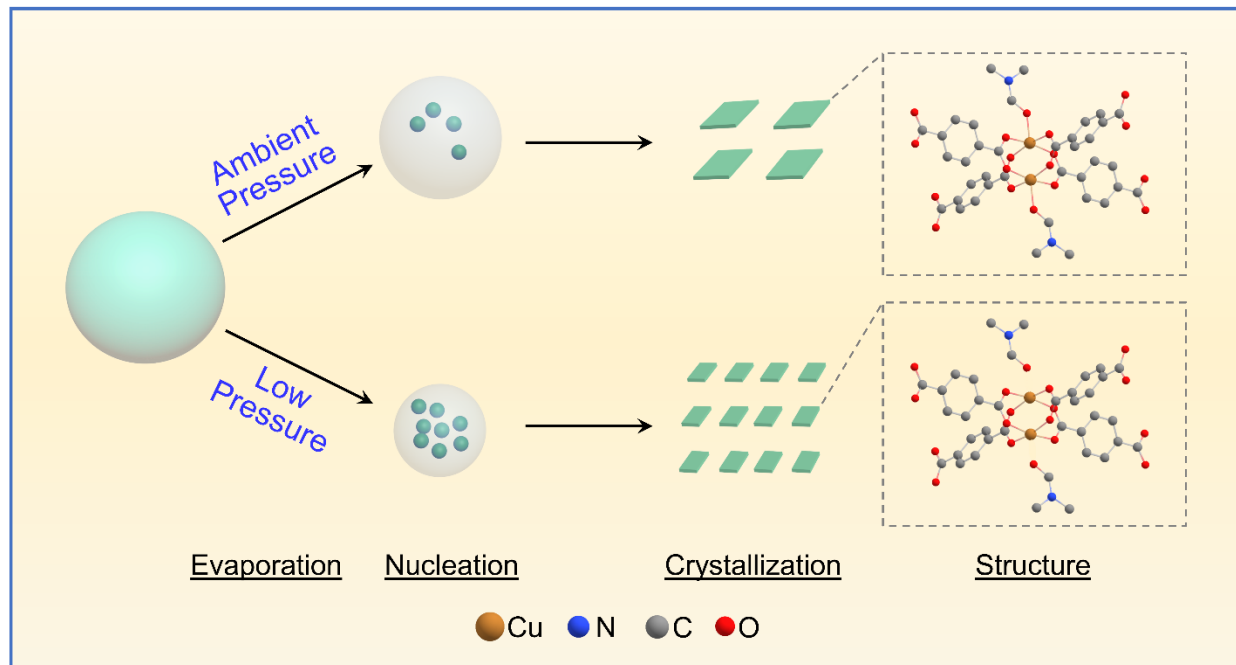 Ambient
Pressure
Low
Pressure
Evaporation Nucleation Crystallization Structure
Cu N C O